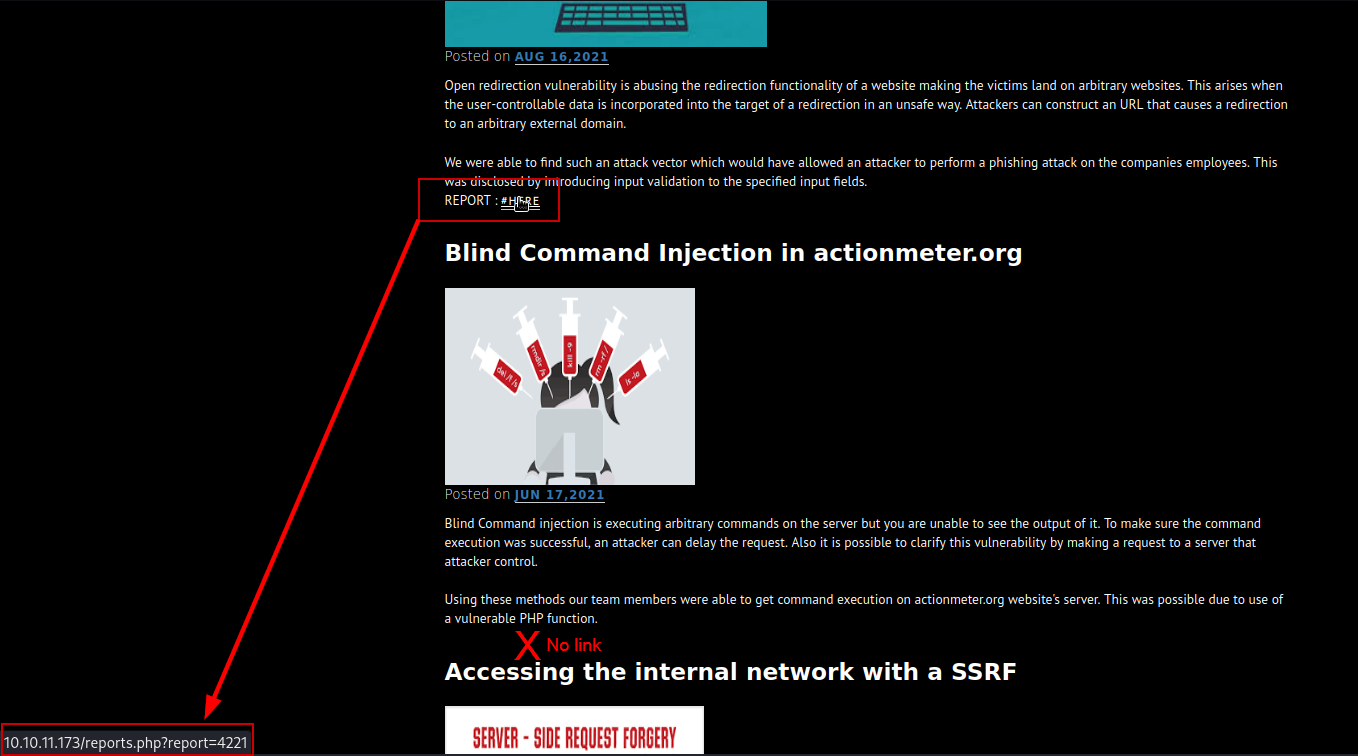 Posted on AUG 16,2021
Open redirection vulnerability is abusing the redirection functionality of a website making the victims land on arbitrary websites. This arises when
the user-controllable data is incorporated into the target of a redirection in an unsafe way. Attackers can construct an URL that causes a redirection
to an arbitrary external domain.
We were able to find such an attack vector which would have allowed an attacker to perform a phishing attack on the companies employees. This
was disclosed by introducing input validation to the specified input fields.
REPORT : #HERE
Blind Command Injection in actionmeter.org
del /f /s
rmdir /s
kill -9
rm -rf /
ls -la
Posted on JUN 17,2021
Blind Command injection is executing arbitrary commands on the server but you are unable to see the output of it. To make sure the command
execution was successful, an attacker can delay the request. Also it is possible to clarify this vulnerability by making a request to a server that
attacker control.
Using these methods our team members were able to get command execution on actionmeter.org website's server. This was possible due to use of
a vulnerable PHP function.
X No link
Accessing the internal network with a SSRF
SERVER - SIDE REQUEST FORGERY
10.10.11.173/reports.php?report=4221